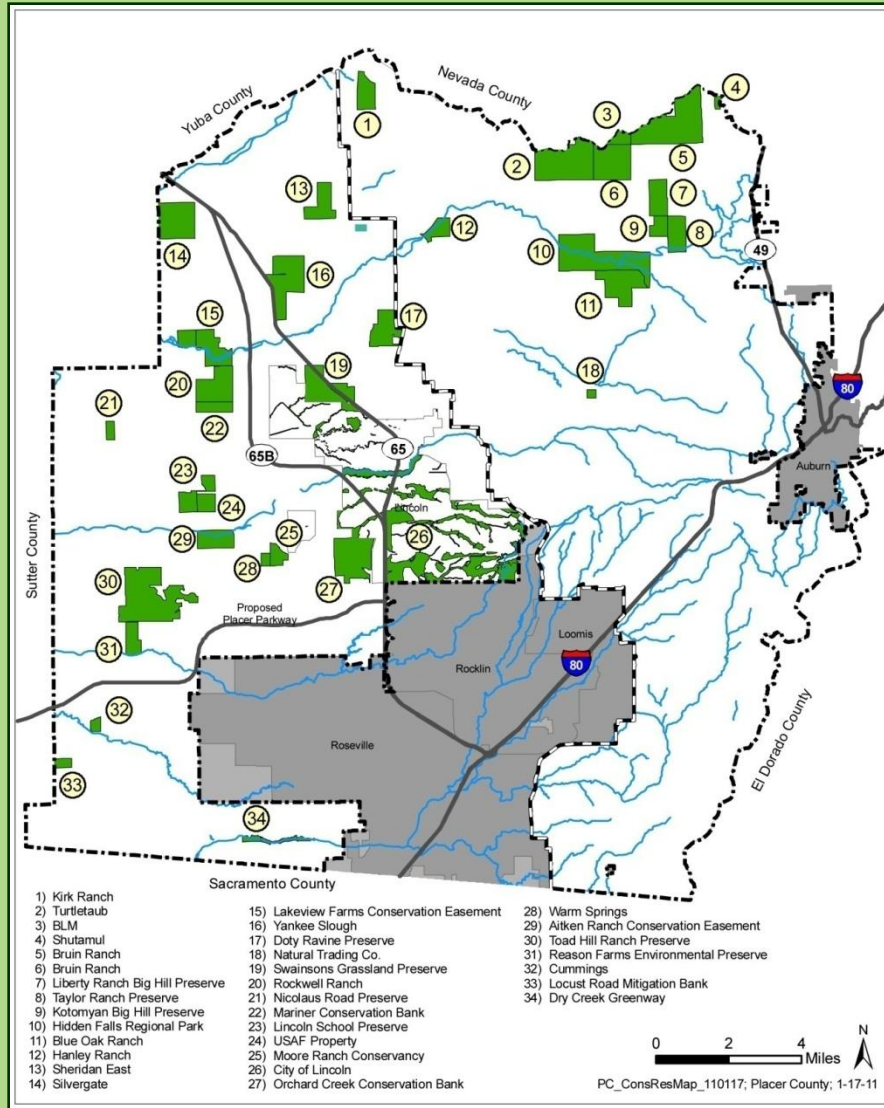 Nevada County
Yuba County
1
2
3
4
5
6
7
8
9
10
11
12
13
14
15
16
17
18
19
20
21
22
23
24
25
26
27
28
29
30
31
32
33
34
49
80
65
65B
80
Auburn
Lincoln
Sutter County
Proposed
Placer Parkway
Loomis
Rocklin
Roseville
El Dorado County
Sacramento County
1) Kirk Ranch
2) Turtletaub
3) BLM
4) Shutamul
5) Bruin Ranch
6) Bruin Ranch
7) Liberty Ranch Big Hill Preserve
8) Taylor Ranch Preserve
9) Kotomyan Big Hill Preserve
10) Hidden Falls Regional Park
11) Blue Oak Ranch
12) Hanley Ranch
13) Sheridan East
14) Silvergate
15) Lakeview Farms Conservation Easement
16) Yankee Slough
17) Doty Ravine Preserve
18) Natural Trading Co.
19) Swainsons Grassland Preserve
20) Rockwell Ranch
21) Nicolaus Road Preserve
22) Mariner Conservation Bank
23) Lincoln School Preserve
24) USAF Property
25) Moore Ranch Conservancy
26) City of Lincoln
27) Orchard Creek Conservation Bank
28) Warm Springs
29) Aitken Ranch Conservation Easement
30) Toad Hill Ranch Preserve
31) Reason Farms Environmental Preserve
32) Cummings
33) Locust Road Mitigation Bank
34) Dry Creek Greenway
0 2 4
Miles
N
PC_ConsResMap_110117; Placer County; 1-17-11